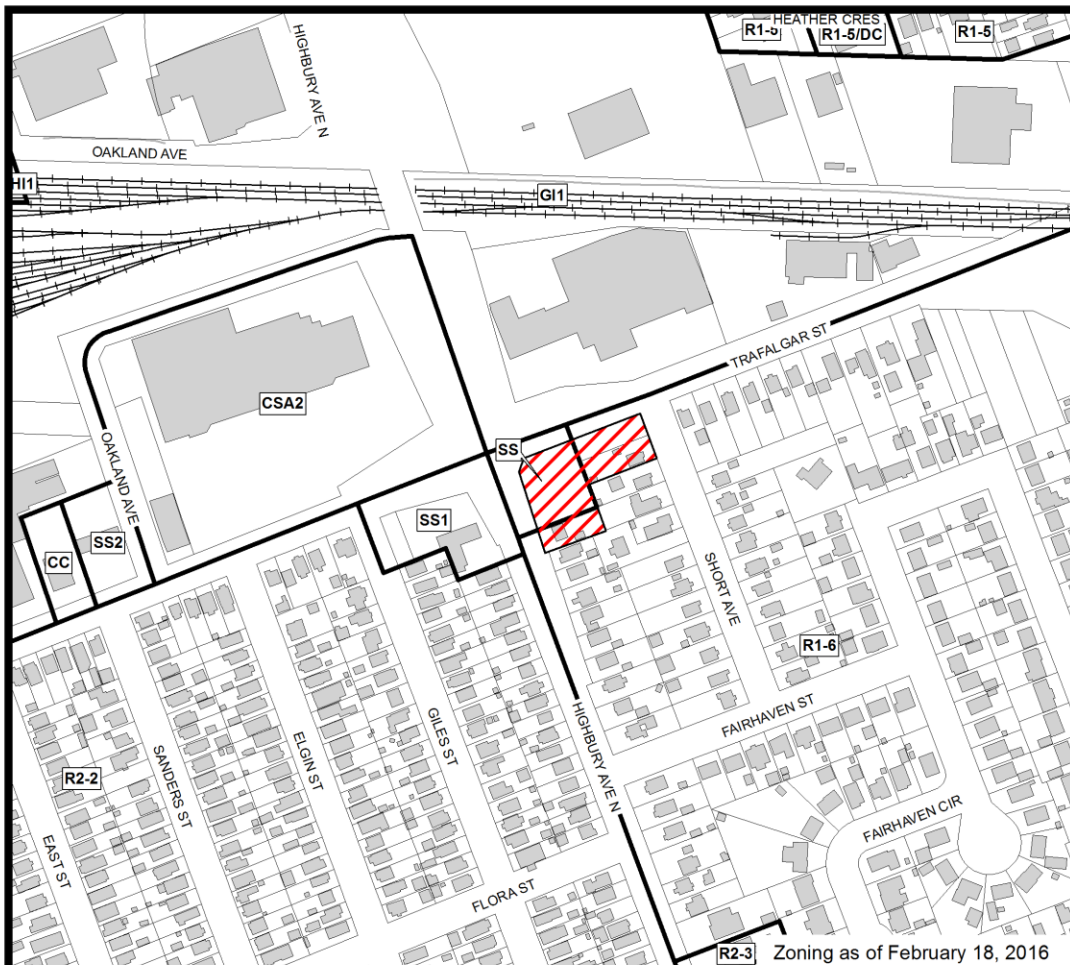 HEATHER CRES
R1-5
R1-5/DC
R1-5
HIGHBURY AVE N
OAKLAND AVE
HI1
GI1
TRAFALGAR ST
CSA2
OAKLAND AVE
SS
SS1
SS2
CC
SHORT AVE
R1-6
HIGHBURY AVE N
FAIRHAVEN ST
GILES ST
ELGIN ST
SANDERS ST
R2-2
EAST ST
FAIRHAVEN CIR
FLORA ST
R2-3
Zoning as of February 18, 2016